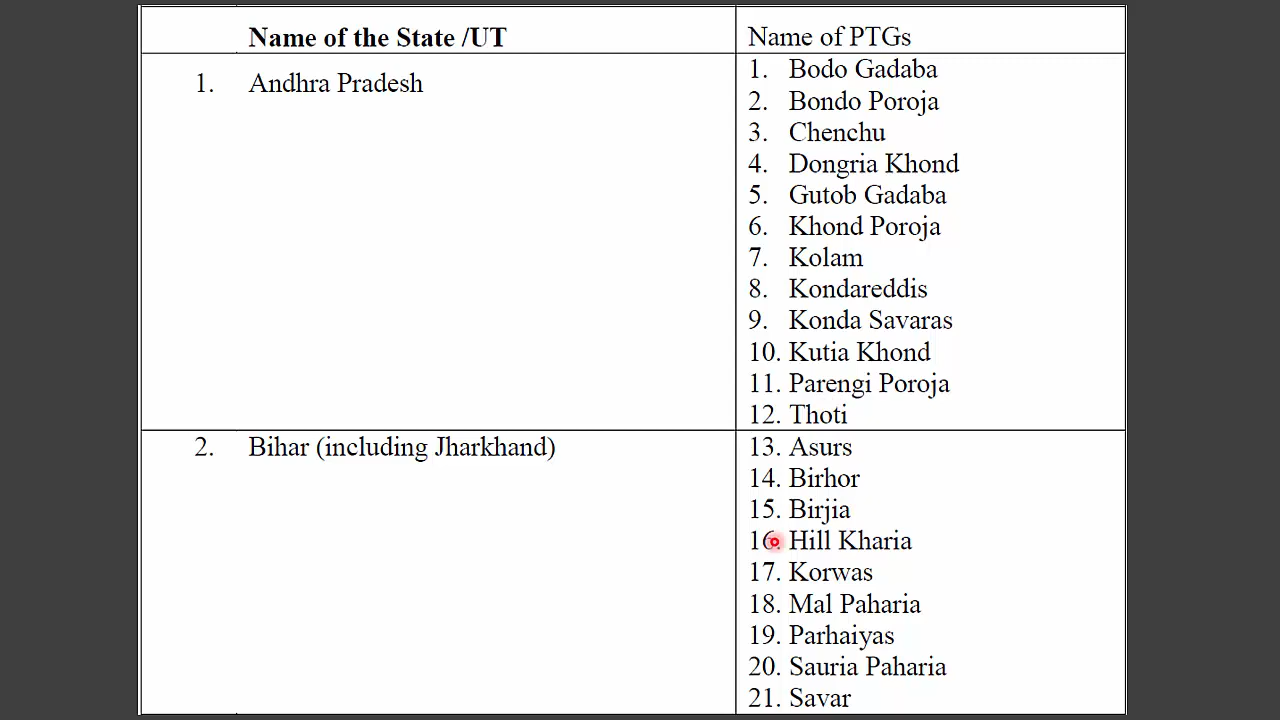 Name of the State /UT
Name of PTGs
1. Andhra Pradesh
1. Bodo Gadaba
2. Bondo Poroja
3. Chenchu
4. Dongria Khond
5. Gutob Gadaba
6. Khond Poroja
7. Kolam
8. Kondareddis
9. Konda Savaras
10. Kutia Khond
11. Parengi Poroja
12. Thoti
2. Bihar (including Jharkhand)
13. Asurs
14. Birhor
15. Birjia
16. Hill Kharia
17. Korwas
18. Mal Paharia
19. Parhaiyas
20. Sauria Paharia
21. Savar